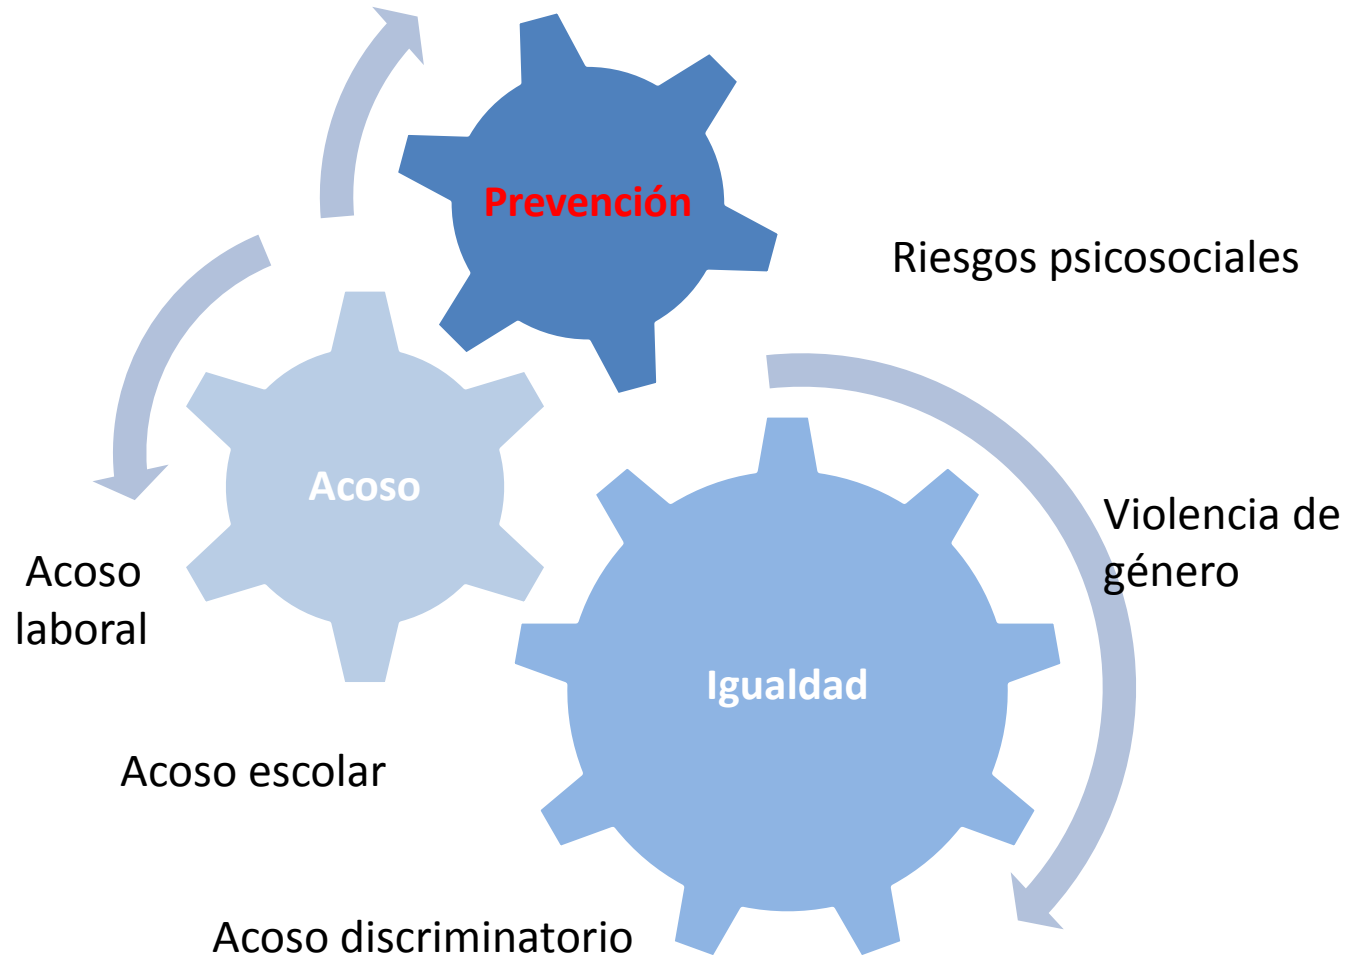 Prevención
Riesgos psicosociales
Acoso
Violencia de
género
Acoso
laboral
Igualdad
Acoso escolar
Acoso discriminatorio